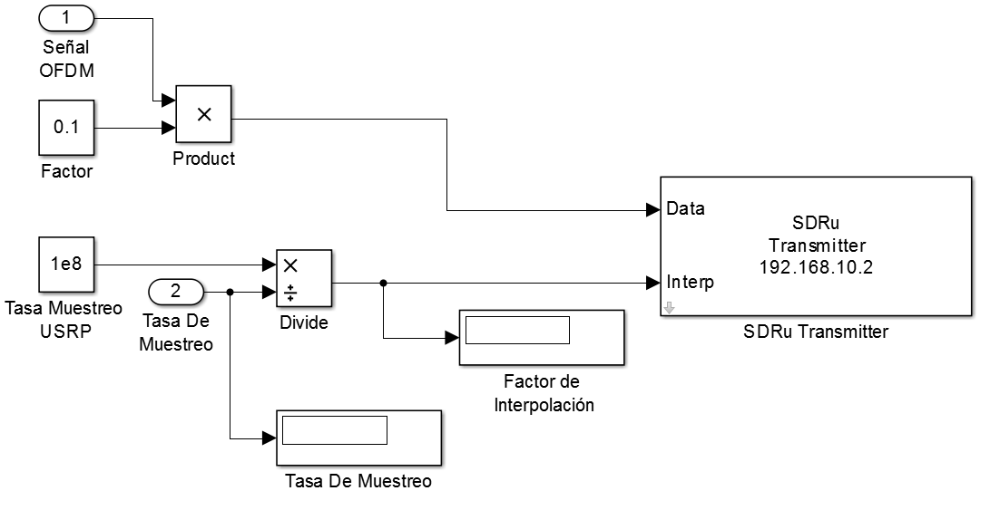 1
Señal
OFDM
0.1
Factor
×
Product
1e8
Tasa Muestreo
USRP
2
Tasa De
Muestreo
×
÷
Divide
Data
Interp
SDRu
Transmitter
192.168.10.2
SDRu Transmitter
Factor de
Interpolación
Tasa De Muestreo